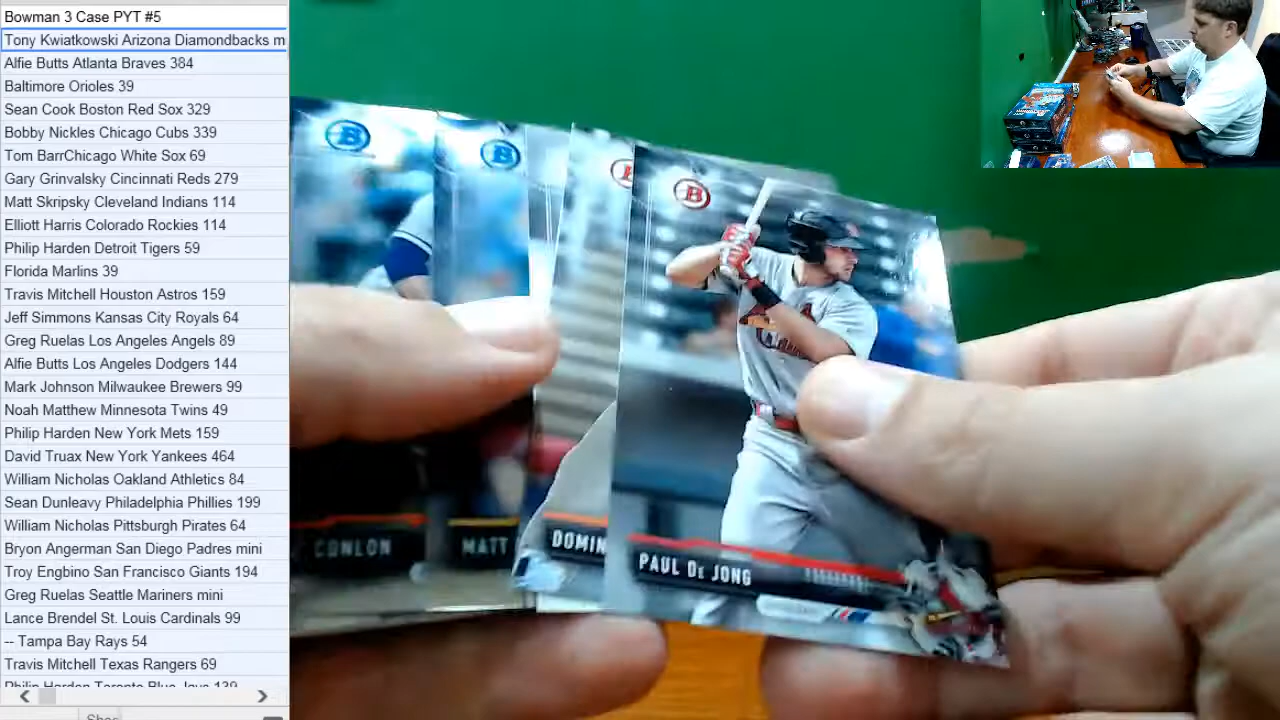 Bowman 3 Case PYT #5
Tony Kwiatkowski Arizona Diamondbacks m
Alfie Butts Atlanta Braves 384
Baltimore Orioles 39
Sean Cook Boston Red Sox 329
Bobby Nickles Chicago Cubs 339
Tom BarrChicago White Sox 69
Gary Grinvalsky Cincinnati Reds 279
Matt Skripsky Cleveland Indians 114
Elliott Harris Colorado Rockies 114
Philip Harden Detroit Tigers 59
Florida Marlins 39
Travis Mitchell Houston Astros 159
Jeff Simmons Kansas City Royals 64
Greg Ruelas Los Angeles Angels 89
Alfie Butts Los Angeles Dodgers 144
Mark Johnson Milwaukee Brewers 99
Noah Matthew Minnesota Twins 49
Philip Harden New York Mets 159
David Truax New York Yankees 464
William Nicholas Oakland Athletics 84
Sean Dunleavy Philadelphia Phillies 199
William Nicholas Pittsburgh Pirates 64
Bryon Angerman San Diego Padres mini
Troy Engbino San Francisco Giants 194
Greg Ruelas Seattle Mariners mini
Lance Brendel St. Louis Cardinals 99
-- Tampa Bay Rays 54
Travis Mitchell Texas Rangers 69
Philip Harden Toronto Blue Jays 139
B
B
B
B
CONLON
MATT
DOMIN
PAUL DE JONG